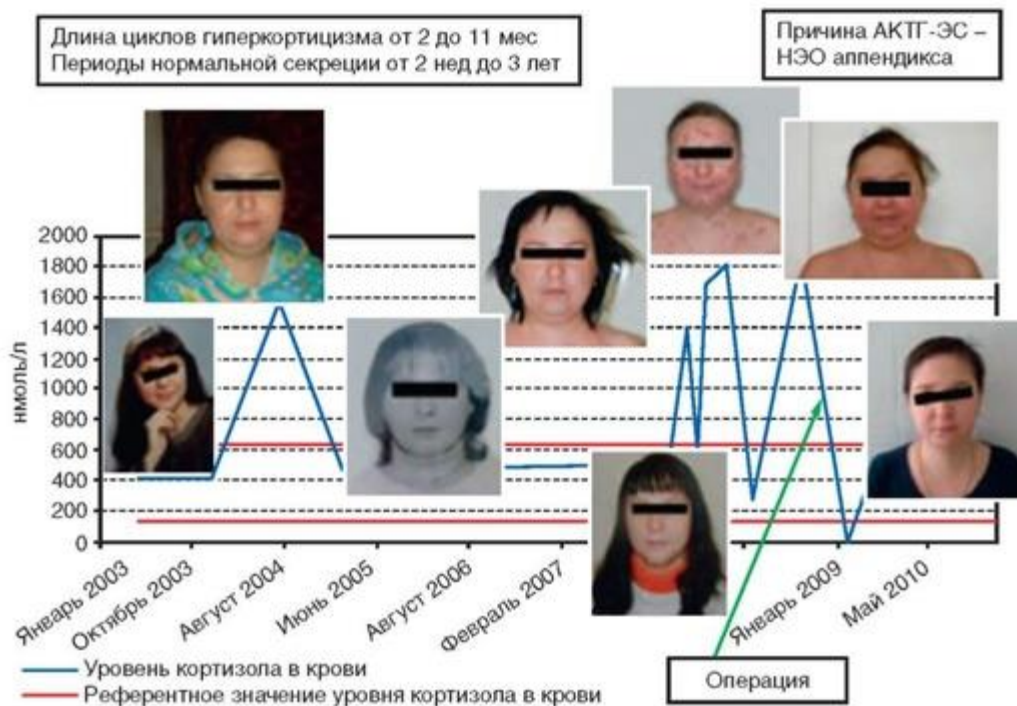 Длина циклов гиперкортицизма от 2 до 11 мес
Периоды нормальной секреции от 2 нед до 3 лет
Причина АКТГ-ЭС –
НЭО аппендикса
нмоль/л
2000
1800
1600
1400
1200
1000
800
600
400
200
0
Январь 2003
Октябрь 2003
Август 2004
Июнь 2005
Август 2006
Февраль 2007
Январь 2009
Май 2010
Уровень кортизола в крови
Референтное значение уровня кортизола в крови
Операция